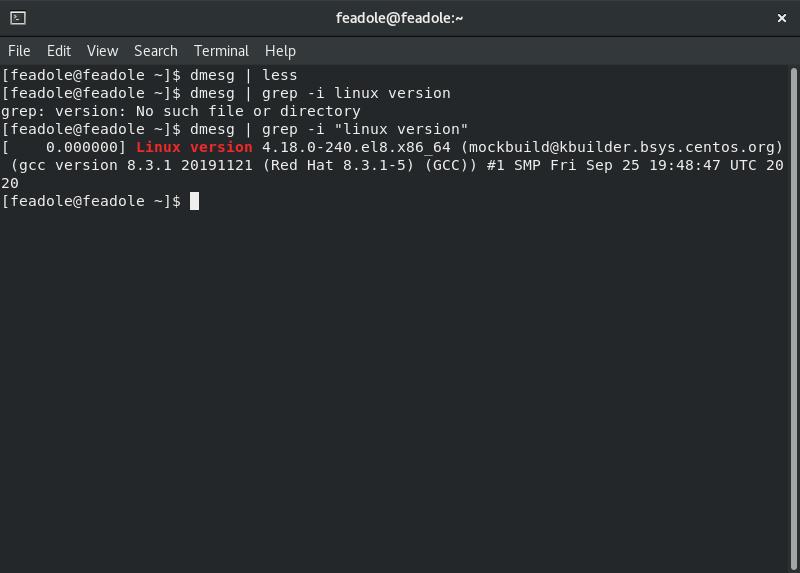 feadole@feadole:~
File Edit View Search Terminal Help
[feadole@feadole ~]$ dmesg | less
[feadole@feadole ~]$ dmesg | grep -i linux version
grep: version: No such file or directory
[feadole@feadole ~]$ dmesg | grep -i "linux version"
[    0.000000] Linux version 4.18.0-240.el8.x86_64 (mockbuild@kbuilder.bsys.centos.org)
 (gcc version 8.3.1 20191121 (Red Hat 8.3.1-5) (GCC)) #1 SMP Fri Sep 25 19:48:47 UTC 20
20
[feadole@feadole ~]$